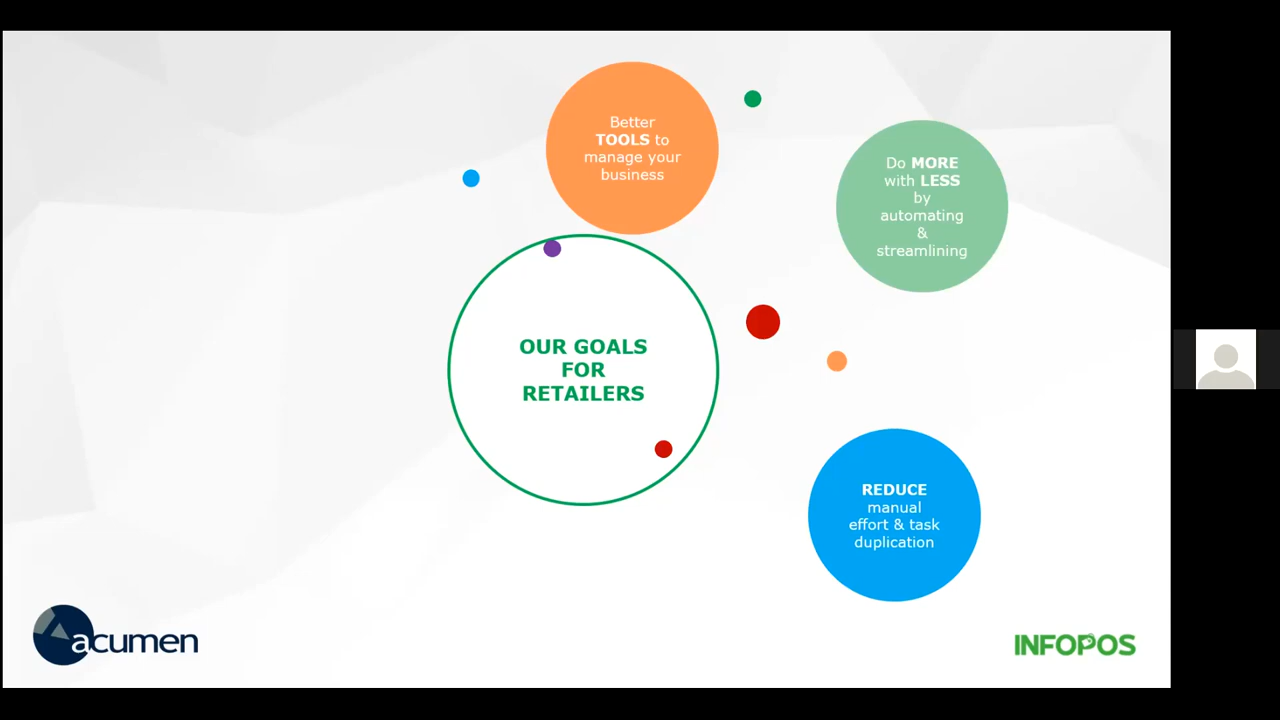 Better
TOOLS to
manage your
business
Do MORE
with LESS
by
automating
&
streamlining
OUR GOALS
FOR
RETAILERS
REDUCE
manual
effort & task
duplication
acumen
INFOPOS